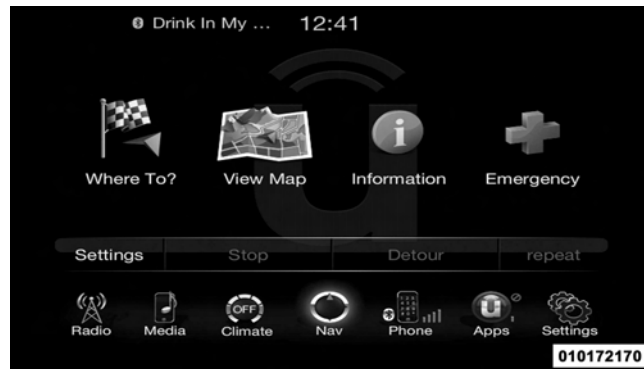 Drink In My ... 12:41
Where To? View Map Information Emergency
Settings Stop Detour repeat
OFF
Radio Media Climate Nav Phone Apps Settings
010172170